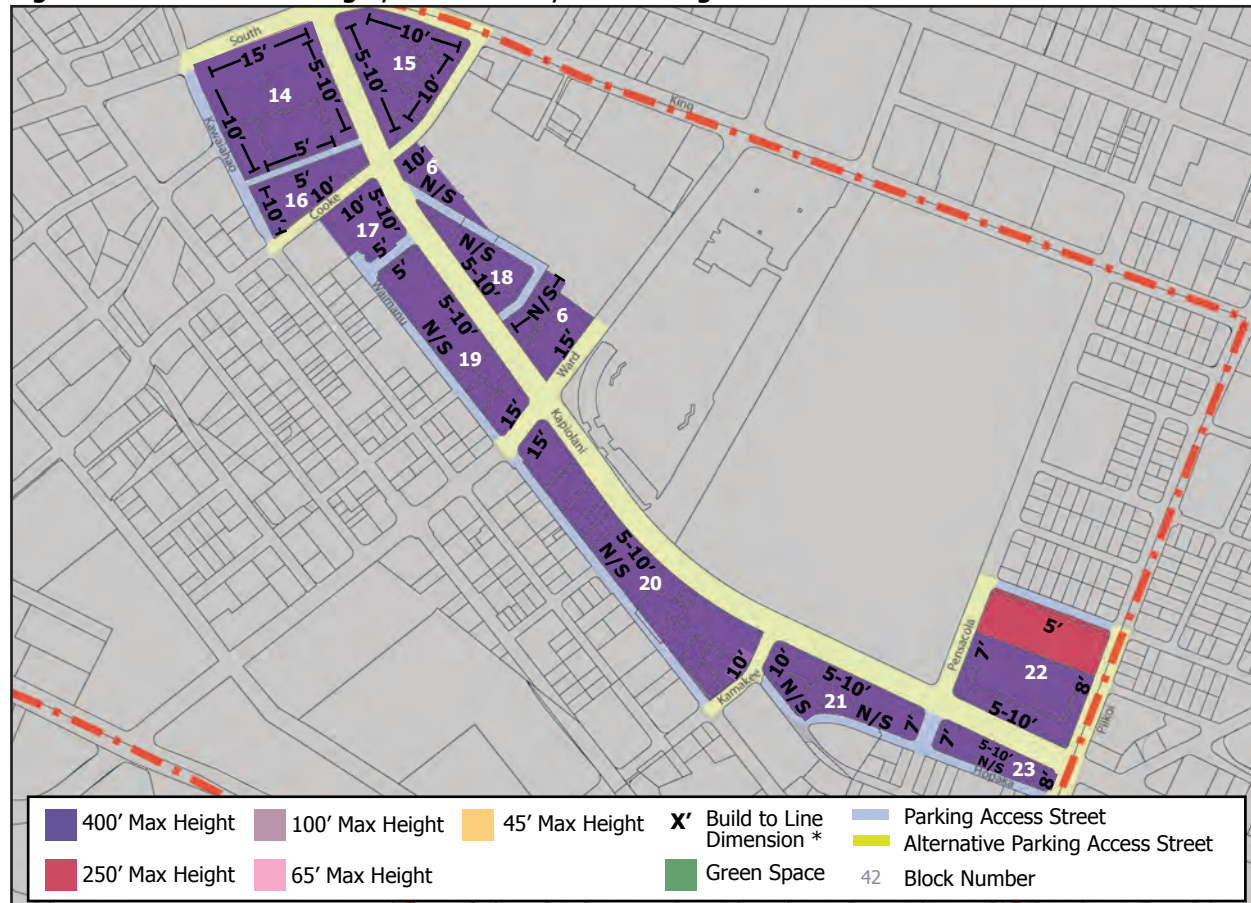 South
King
Kawaiahao
Cooke
Waimanu
Ward
Kapiolani
Kamakee
Pensacola
Piikoi
Hopaka
15'
5-10'
14
10'
5'
10'
5-10'
15
10'
5'
16
10'
10'
10'
6
N/S
10'
5-10'
17
5'
N/S
5-10'
18
N/S
6
15'
5'
5-10'
N/S
19
15'
15'
5-10'
N/S
20
10'
10'
5-10'
N/S
21
N/S
7'
5'
7'
22
8'
5-10'
7'
5-10'
N/S
23
8'
400' Max Height
100' Max Height
45' Max Height
X' Build to Line
Dimension *
Parking Access Street
Alternative Parking Access Street
250' Max Height
65' Max Height
Green Space
42 Block Number